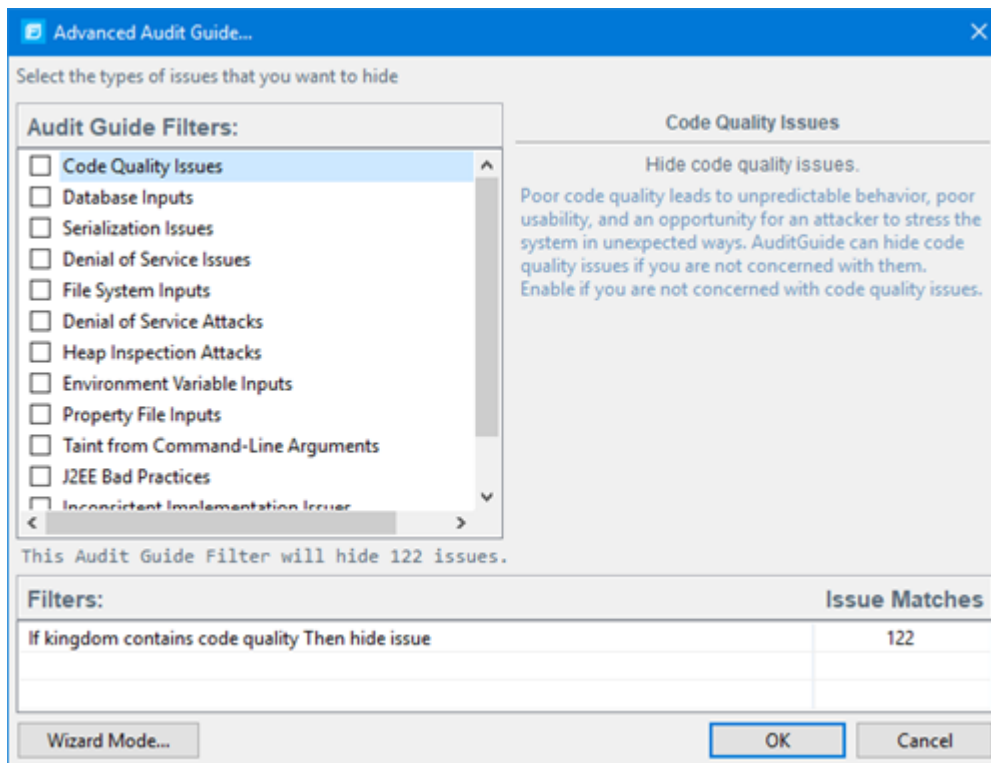 Advanced Audit Guide...
Select the types of issues that you want to hide
Audit Guide Filters:
Code Quality Issues
Database Inputs
Serialization Issues
Denial of Service Issues
File System Inputs
Denial of Service Attacks
Heap Inspection Attacks
Environment Variable Inputs
Property File Inputs
Taint from Command-Line Arguments
J2EE Bad Practices
Inconsistent Implementation Issues
Code Quality Issues
Hide code quality issues.
Poor code quality leads to unpredictable behavior, poor
usability, and an opportunity for an attacker to stress the
system in unexpected ways. AuditGuide can hide code
quality issues if you are not concerned with them.
Enable if you are not concerned with code quality issues.
This Audit Guide Filter will hide 122 issues.
Filters: Issue Matches
If kingdom contains code quality Then hide issue 122
Wizard Mode... OK Cancel